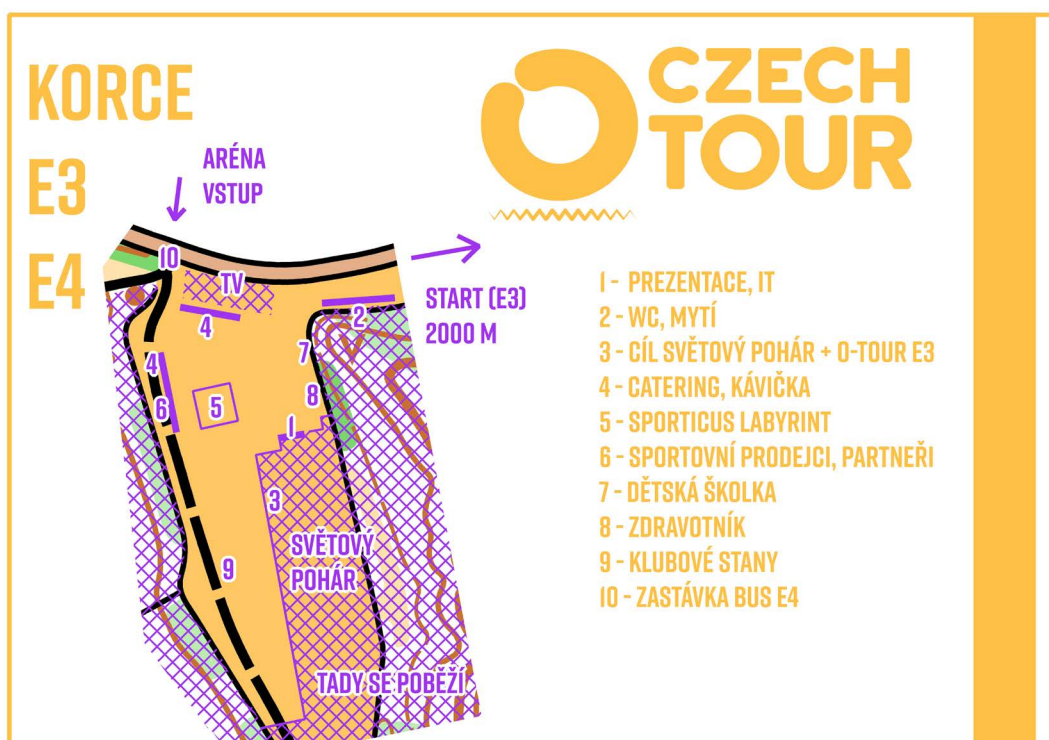 KORCE
E3
E4
CZECH
TOUR
ARÉNA
VSTUP
START (E3)
2000 M
10
TV
4
2
7
4
6
5
8
1
3
SVĚTOVÝ
POHÁR
9
TADY SE POBĚŽÍ
1 - PREZENTACE, IT
2 - WC, MYTÍ
3 - CÍL SVĚTOVÝ POHÁR + O-TOUR E3
4 - CATERING, KÁVIČKA
5 - SPORTICUS LABYRINT
6 - SPORTOVNÍ PRODEJCI, PARTNEŘI
7 - DĚTSKÁ ŠKOLKA
8 - ZDRAVOTNÍK
9 - KLUBOVÉ STANY
10 - ZASTÁVKA BUS E4